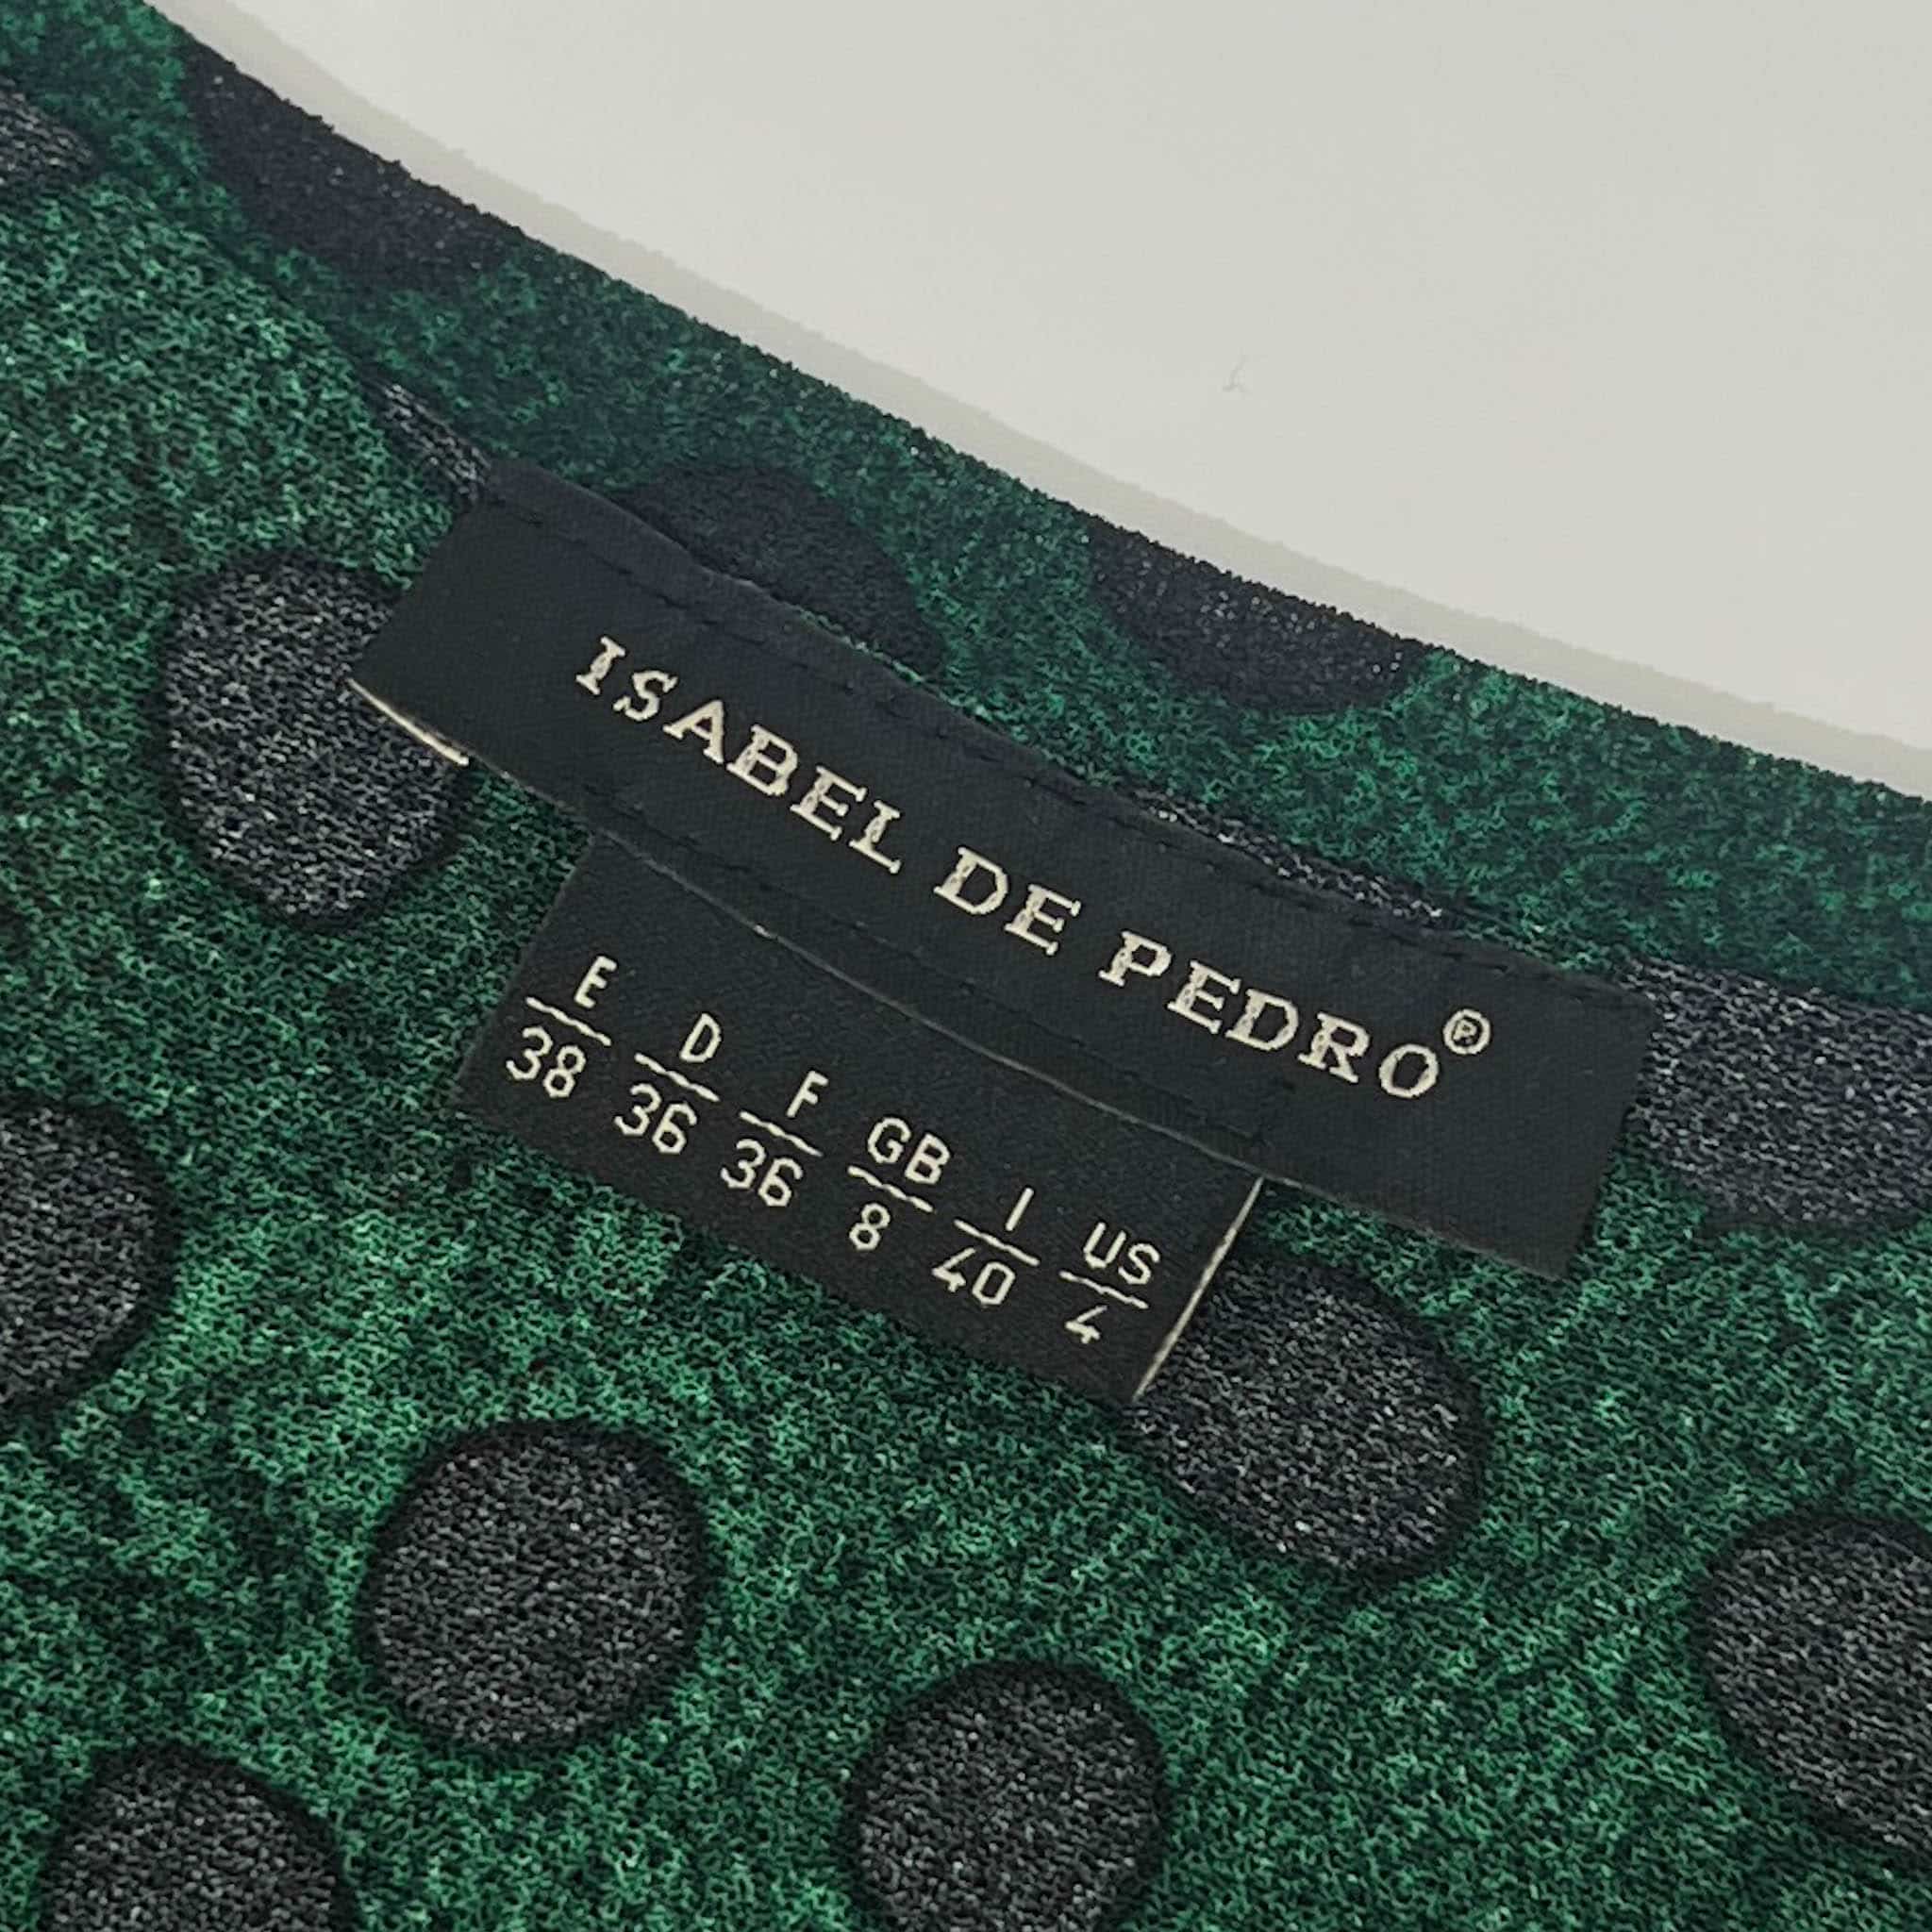 ISABEL DE PEDRO®
E D F GB I US
38 36 36 8 40 4